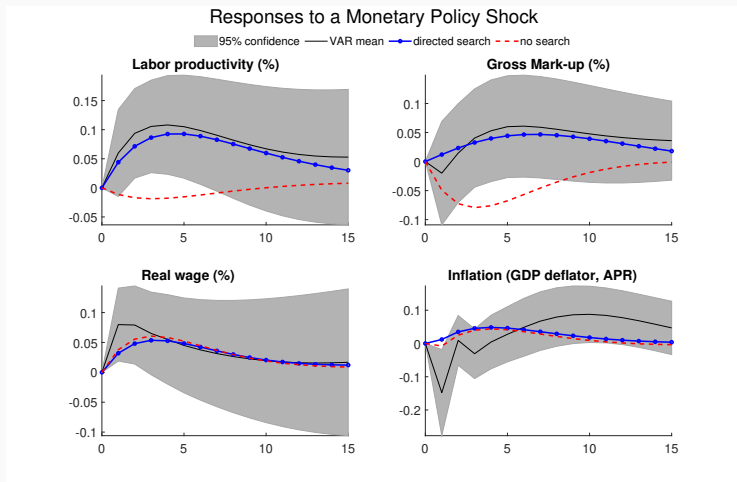 Responses to a Monetary Policy Shock
95% confidence VAR mean directed search no search
Labor productivity (%)
0.15
0.1
0.05
0
-0.05
0 5 10 15
Gross Mark-up (%)
0.1
0.05
0
-0.05
-0.1
0 5 10 15
Real wage (%)
0.1
0.05
0
-0.05
-0.1
0 5 10 15
Inflation (GDP deflator, APR)
0.1
0
-0.1
-0.2
0 5 10 15